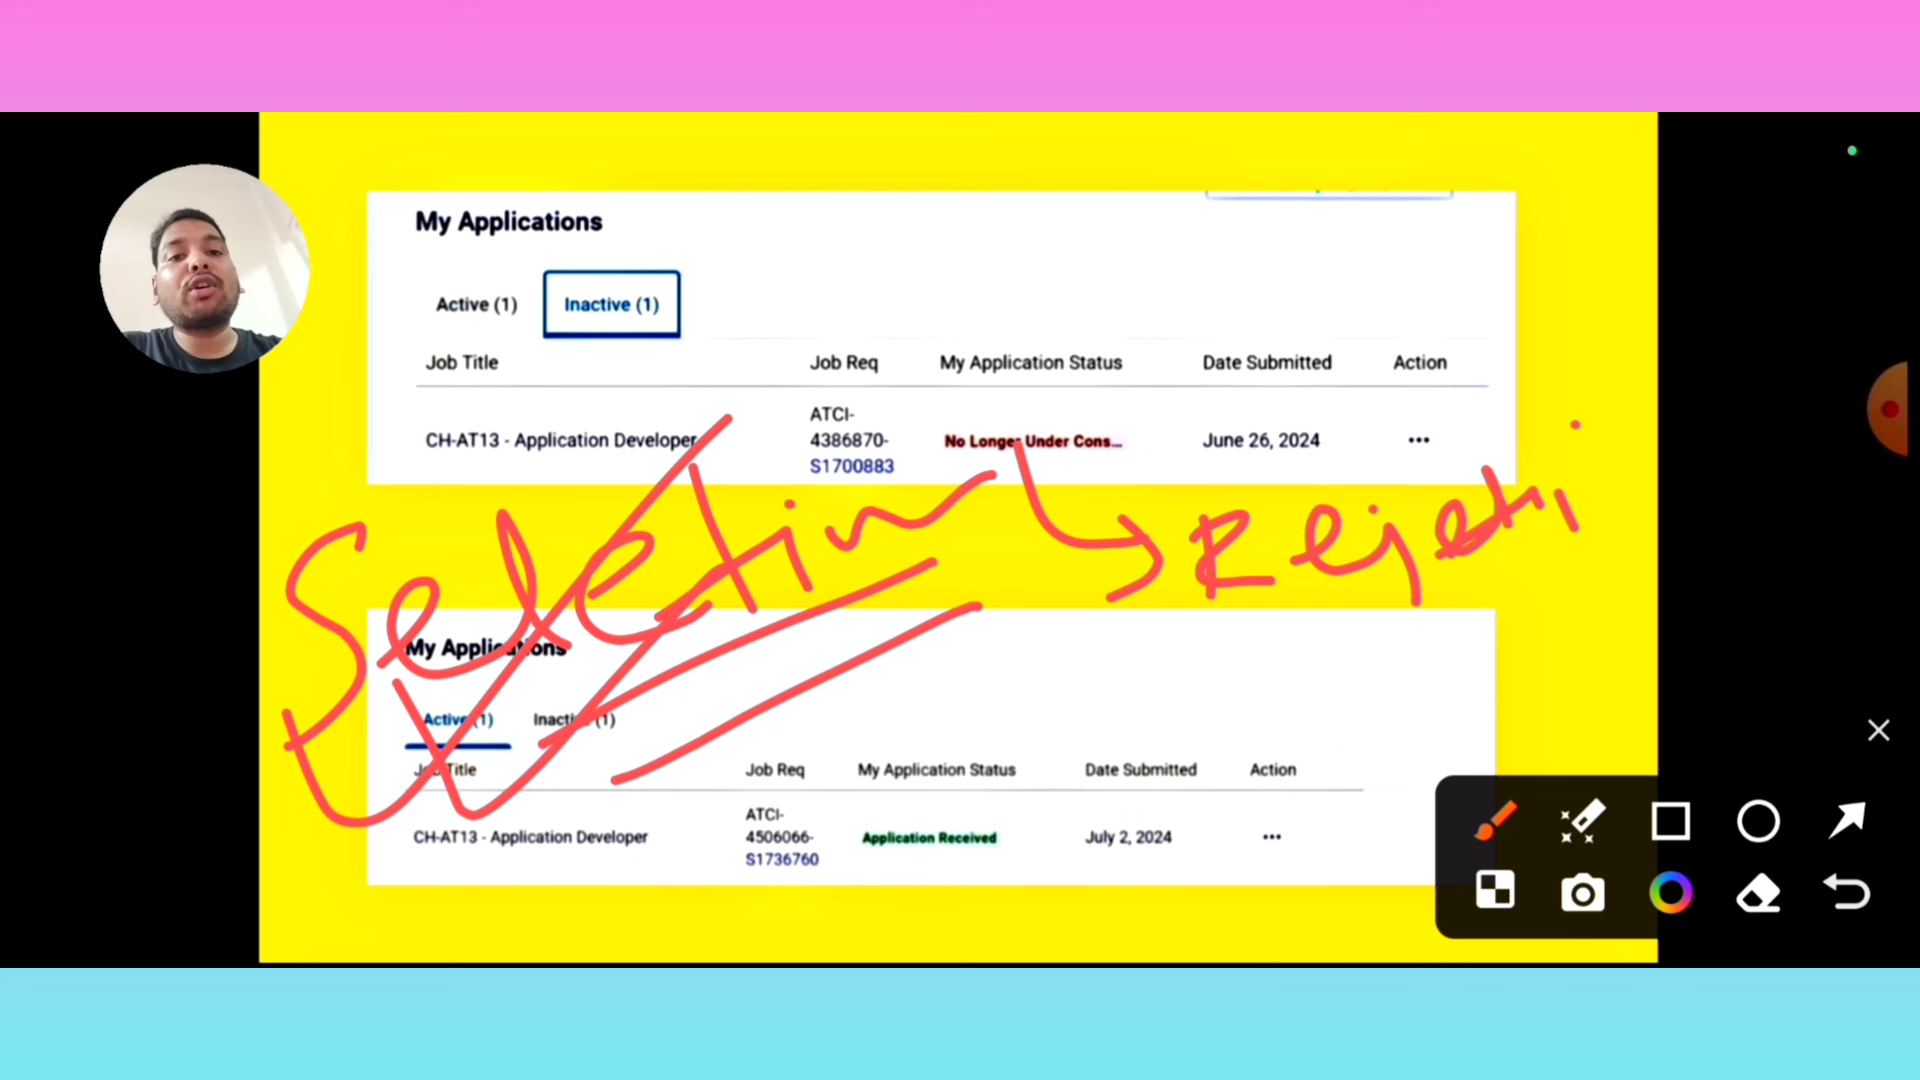 My Applications
Active (1) Inactive (1)
Job Title Job Req My Application Status Date Submitted Action
CH-AT13 - Application Developer ATCI-4386870-S1700883 No Longer Under Cons... June 26, 2024 •••
Selection Rejecti
My Applications
Active (1) Inactive (1)
Job Title Job Req My Application Status Date Submitted Action
CH-AT13 - Application Developer ATCI-4506066-S1736760 Application Received July 2, 2024 •••